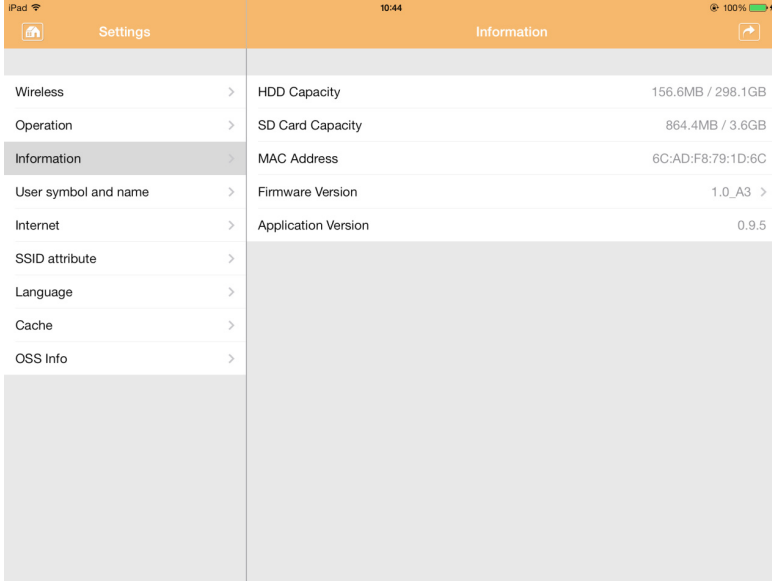 iPad 10:44 100%
Settings Information
Wireless
Operation
Information
User symbol and name
Internet
SSID attribute
Language
Cache
OSS Info
HDD Capacity 156.6MB / 298.1GB
SD Card Capacity 864.4MB / 3.6GB
MAC Address 6C:AD:F8:79:1D:6C
Firmware Version 1.0_A3
Application Version 0.9.5